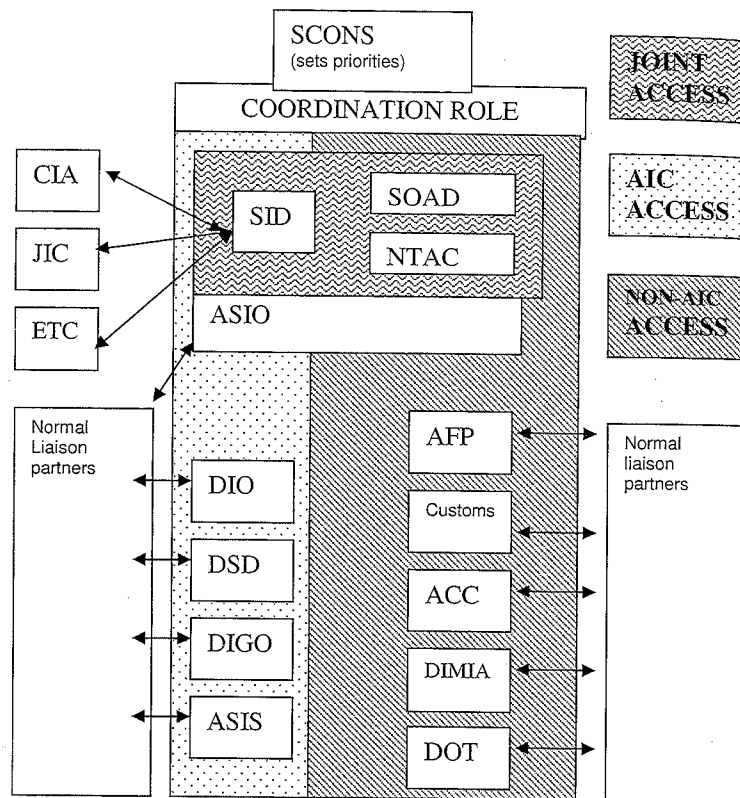 SCONS
(sets priorities)
COORDINATION ROLE
JOINT
ACCESS
AIC
ACCESS
NON-AIC
ACCESS
CIA
JIC
ETC
SID
SOAD
NTAC
ASIO
Normal
Liaison
partners
DIO
DSD
DIGO
ASIS
AFP
Customs
ACC
DIMIA
DOT
Normal
liaison
partners